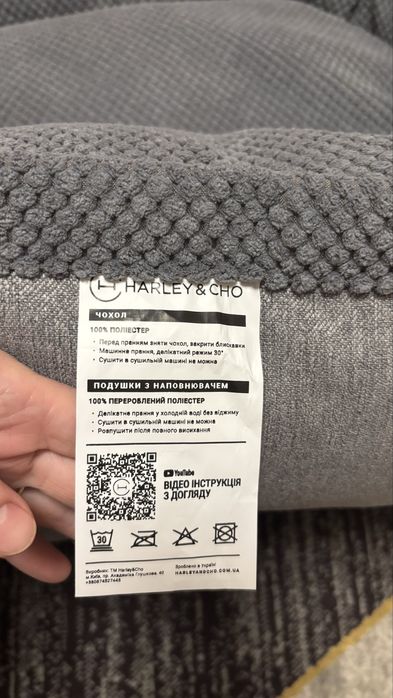 HARLEY & CHO
ЧОХОЛ
100% ПОЛІЕСТЕР
• Перед пранням зняти чохол, закрити блискавки
• Машинне прання, делікатний режим 30°
• Сушити в сушильній машині не можна
ПОДУШКИ З НАПОВНЮВАЧЕМ
100% ПЕРЕРОБЛЕНИЙ ПОЛІЕСТЕР
• Делікатне прання у холодній воді без віджиму
• Сушити в сушильній машині не можна
• Розпушити після повного висихання
YouTube
ВІДЕО ІНСТРУКЦІЯ
З ДОГЛЯДУ
30
Виробник: ТМ Harley&Cho
м.Київ, пр. Академіка Глушкова, 40
+380674527445
Зроблено в Україні
HARLEYANDCHO.COM.UA